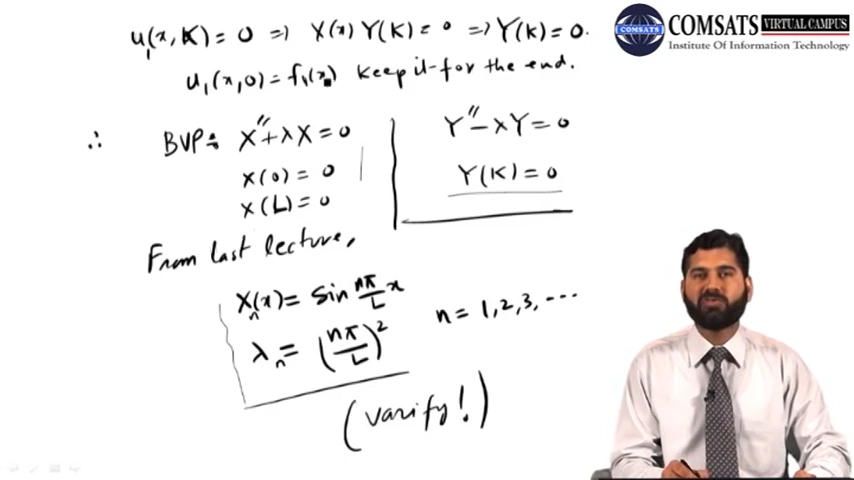 u₁(x,K)=0 ⇒ X(x) Y(K)=0 ⇒ Y(K)=0.
u₁(x,0)=f₁(x) keep it for the end.
∴ BVP: X″+λX=0
X(0)=0
X(L)=0
Y″-λY=0
Y(K)=0
From last lecture,
Xₙ(x)= sin nπ/L x
λₙ= (nπ/L)² n=1,2,3,...
(varify!)
COMSATS VIRTUAL CAMPUS
Institute Of Information Technology